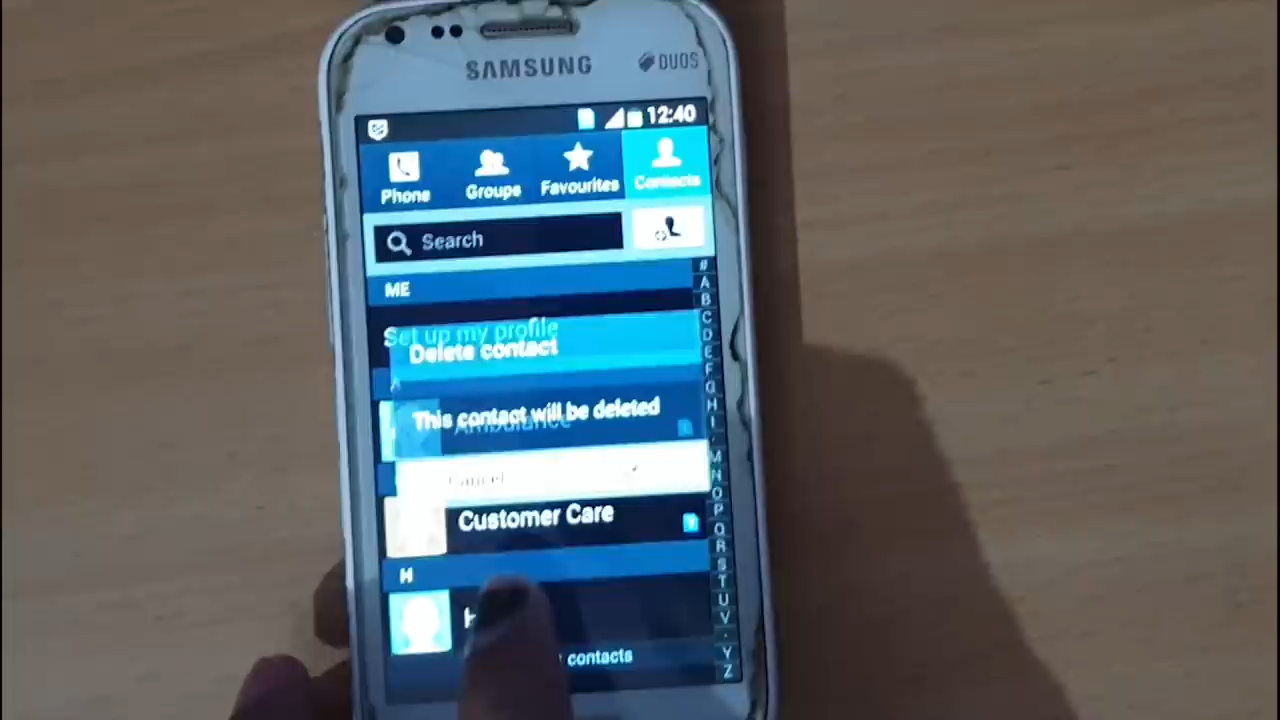 SAMSUNG
DUOS
12:40
Phone
Groups
Favourites
Contacts
Search
ME
Set up my profile
Delete contact
A
This contact will be deleted
Ambulance
Cancel
Customer Care
H
contacts
#
A
B
C
D
E
F
G
H
I
M
N
O
P
Q
R
S
T
U
V
Y
Z